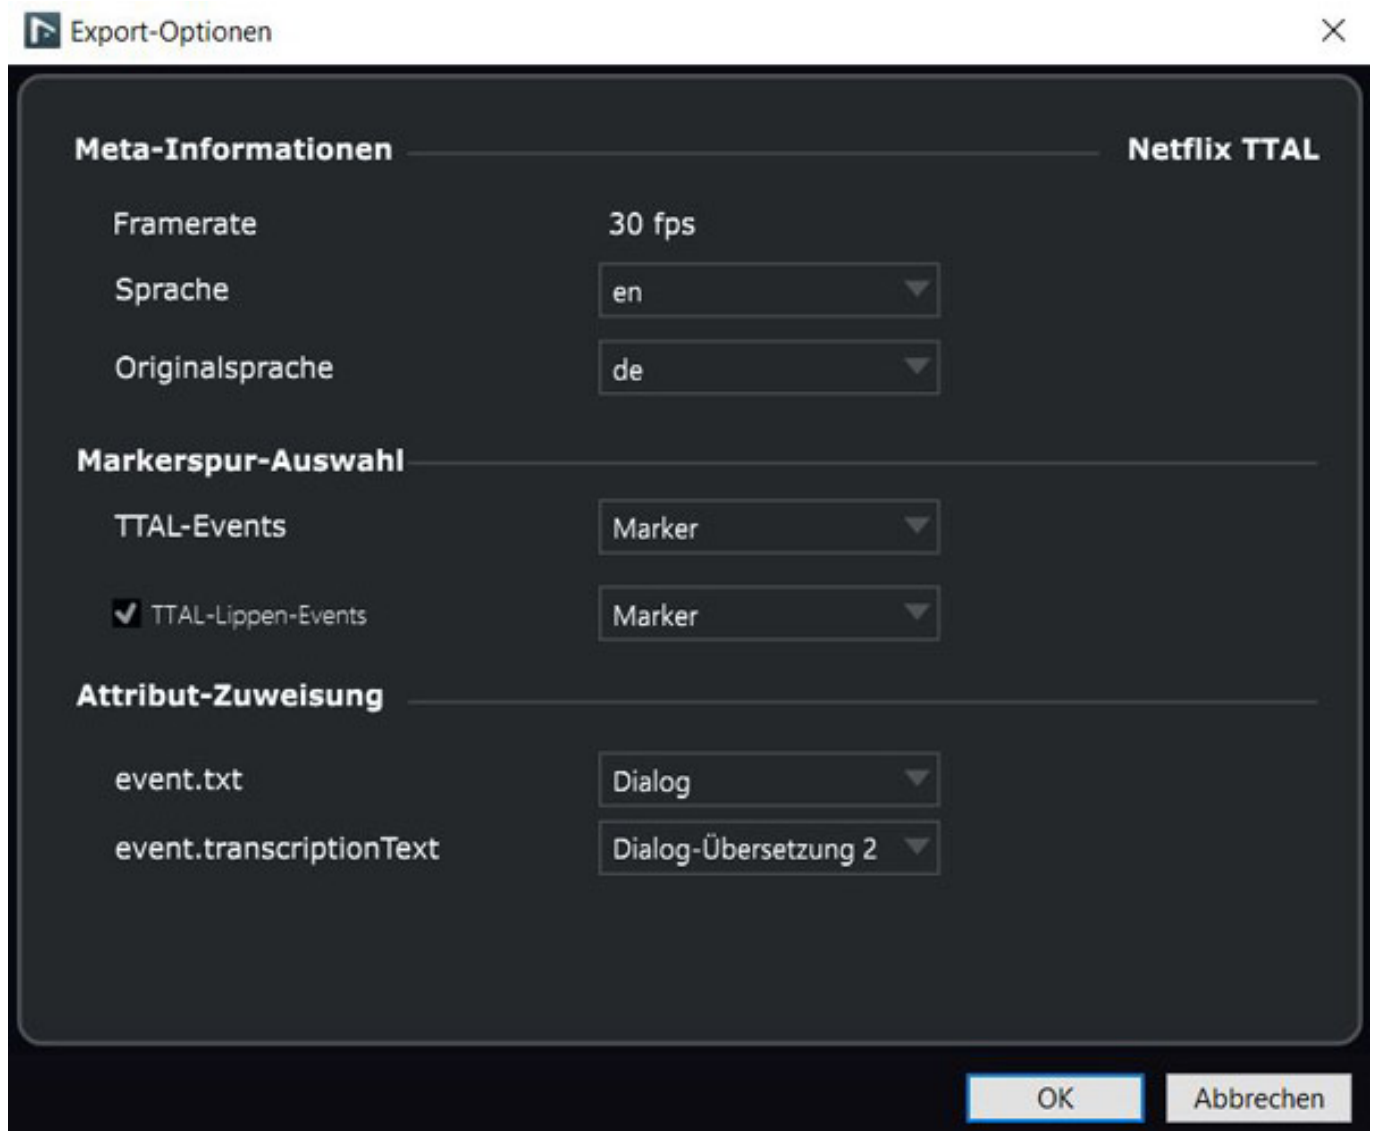 Export-Optionen
Meta-Informationen Netflix TTAL
Framerate 30 fps
Sprache en
Originalsprache de
Markerspur-Auswahl
TTAL-Events Marker
TTAL-Lippen-Events Marker
Attribut-Zuweisung
event.txt Dialog
event.transcriptionText Dialog-Übersetzung 2
OK Abbrechen